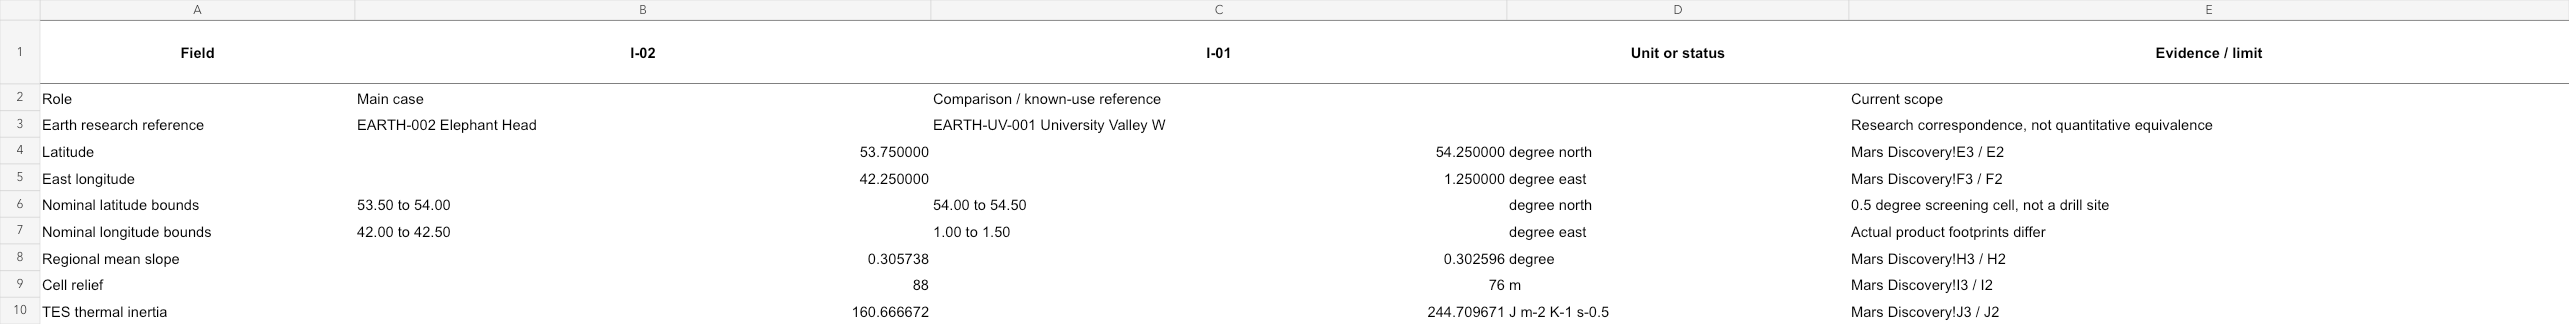 A B C D E
1 Field I-02 I-01 Unit or status Evidence / limit
2 Role Main case Comparison / known-use reference Current scope
3 Earth research reference EARTH-002 Elephant Head EARTH-UV-001 University Valley W Research correspondence, not quantitative equivalence
4 Latitude 53.750000 54.250000 degree north Mars Discovery!E3 / E2
5 East longitude 42.250000 1.250000 degree east Mars Discovery!F3 / F2
6 Nominal latitude bounds 53.50 to 54.00 54.00 to 54.50 degree north 0.5 degree screening cell, not a drill site
7 Nominal longitude bounds 42.00 to 42.50 1.00 to 1.50 degree east Actual product footprints differ
8 Regional mean slope 0.305738 0.302596 degree Mars Discovery!H3 / H2
9 Cell relief 88 76 m Mars Discovery!I3 / I2
10 TES thermal inertia 160.666672 244.709671 J m-2 K-1 s-0.5 Mars Discovery!J3 / J2